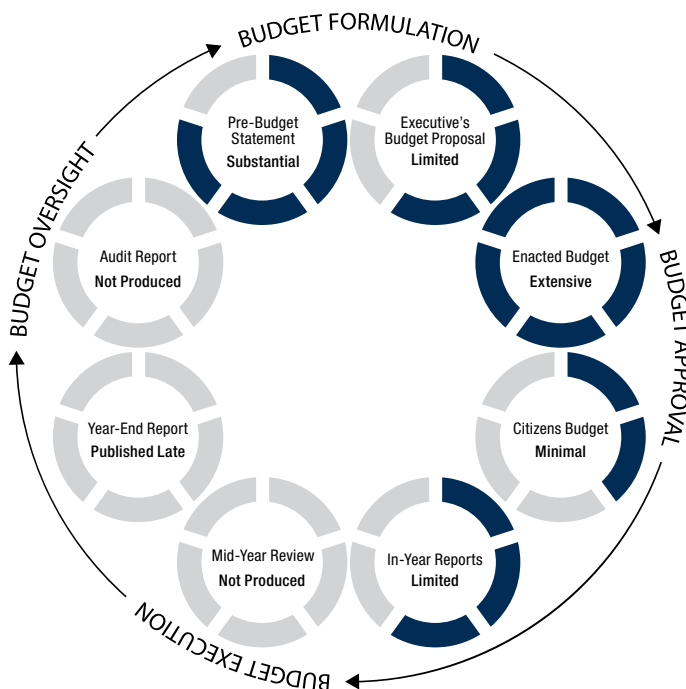 BUDGET FORMULATION
Pre-Budget
Statement
Substantial
Executive's
Budget Proposal
Limited
Enacted Budget
Extensive
BUDGET APPROVAL
Citizens Budget
Minimal
In-Year Reports
Limited
BUDGET EXECUTION
Mid-Year Review
Not Produced
Year-End Report
Published Late
BUDGET OVERSIGHT
Audit Report
Not Produced